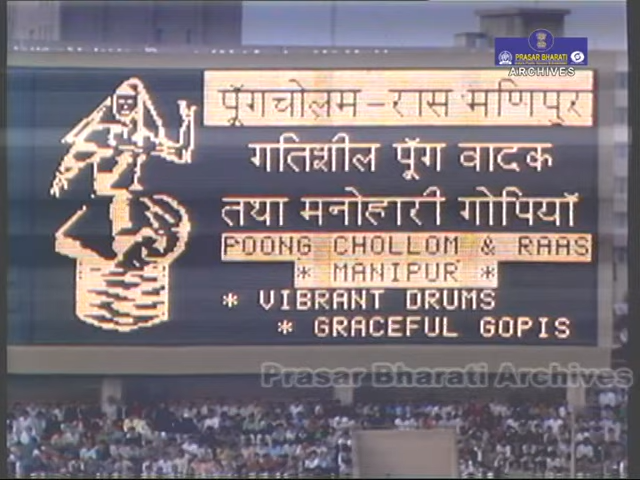 PRASAR BHARATI
ARCHIVES
पूँगचोलम - रास मणिपुर
गतिशील पूँग वादक
तथा मनोहारी गोपियाँ
POONG CHOLLOM & RAAS
* MANIPUR *
* VIBRANT DRUMS
* GRACEFUL GOPIS
Prasar Bharati Archives